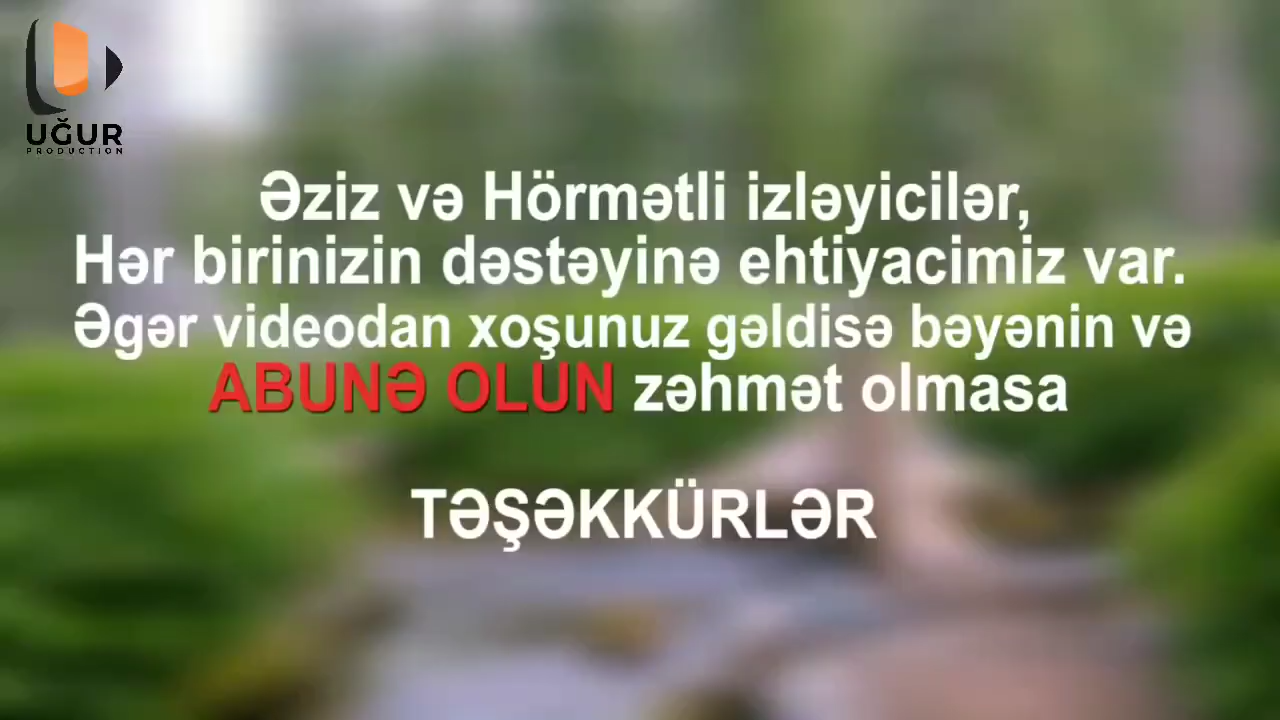 UĞUR
PRODUCTION
Əziz və Hörmətli izləyicilər,
Hər birinizin dəstəyinə ehtiyacimiz var.
Əgər videodan xoşunuz gəldisə bəyənin və
ABUNƏ OLUN zəhmət olmasa
TƏŞƏKKÜRLƏR